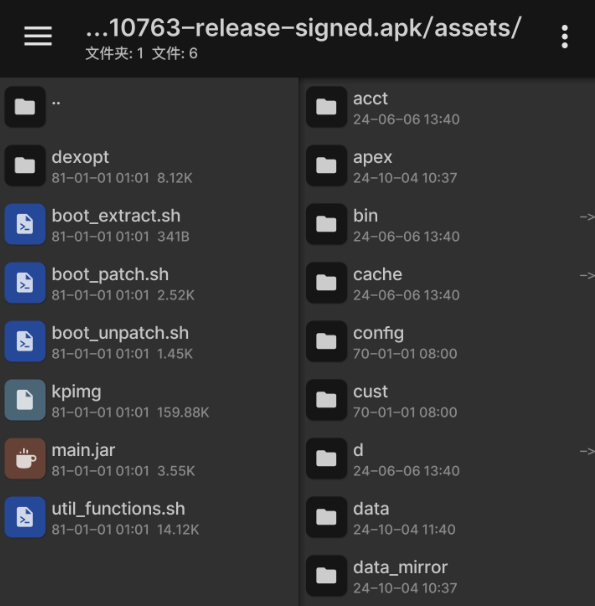 ...10763-release-signed.apk/assets/
文件夹: 1 文件: 6
..
dexopt
81-01-01 01:01 8.12K
boot_extract.sh
81-01-01 01:01 341B
boot_patch.sh
81-01-01 01:01 2.52K
boot_unpatch.sh
81-01-01 01:01 1.45K
kpimg
81-01-01 01:01 159.88K
main.jar
81-01-01 01:01 3.55K
util_functions.sh
81-01-01 01:01 14.12K
acct
24-06-06 13:40
apex
24-10-04 10:37
bin
->
24-06-06 13:40
cache
->
24-06-06 13:40
config
70-01-01 08:00
cust
70-01-01 08:00
d
->
24-06-06 13:40
data
24-10-04 11:40
data_mirror
24-10-04 10:37